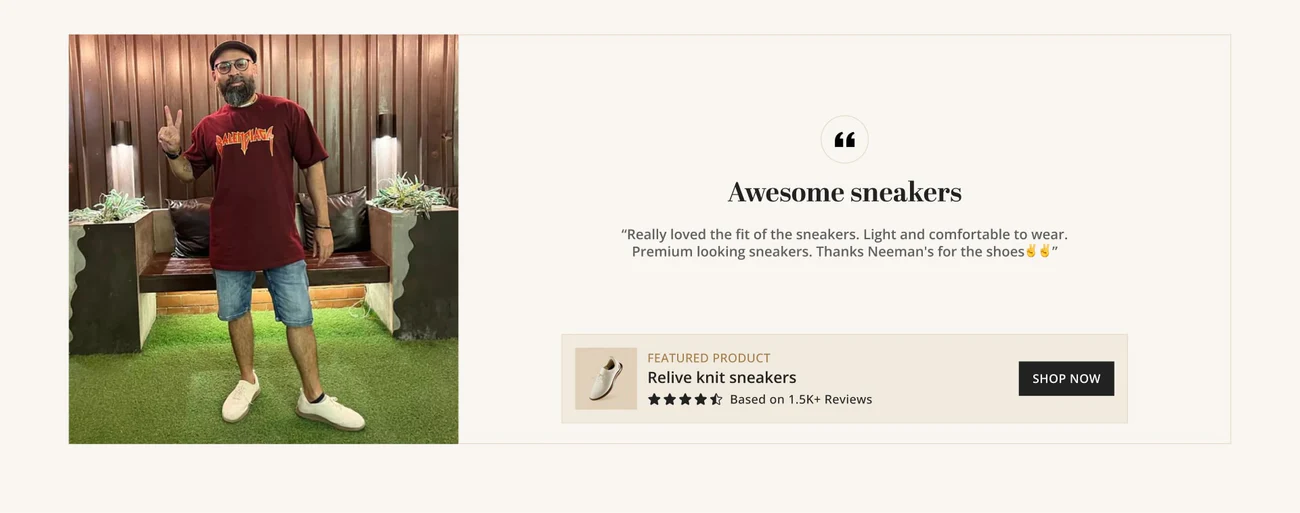 BALENCIAGA
Awesome sneakers
“Really loved the fit of the sneakers. Light and comfortable to wear.
Premium looking sneakers. Thanks Neeman's for the shoes✌️✌️”
FEATURED PRODUCT
Relive knit sneakers
Based on 1.5K+ Reviews
SHOP NOW